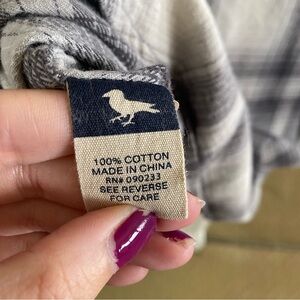 100% COTTON
MADE IN CHINA
RN# 090233
SEE REVERSE
FOR CARE